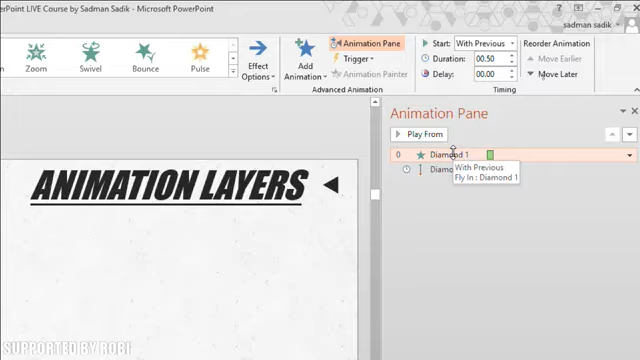 erPoint LIVE Course by Sadman Sadik - Microsoft PowerPoint
sadman sadik
Zoom
Swivel
Bounce
Pulse
Effect
Options
Add
Animation
Animation Pane
Trigger
Animation Painter
Advanced Animation
Start:
With Previous
Duration:
00.50
Delay:
00.00
Timing
Reorder Animation
Move Earlier
Move Later
Animation Pane
Play From
0
Diamond 1
Diamo
With Previous
Fly In : Diamond 1
ANIMATION LAYERS
SUPPORTED BY ROBI